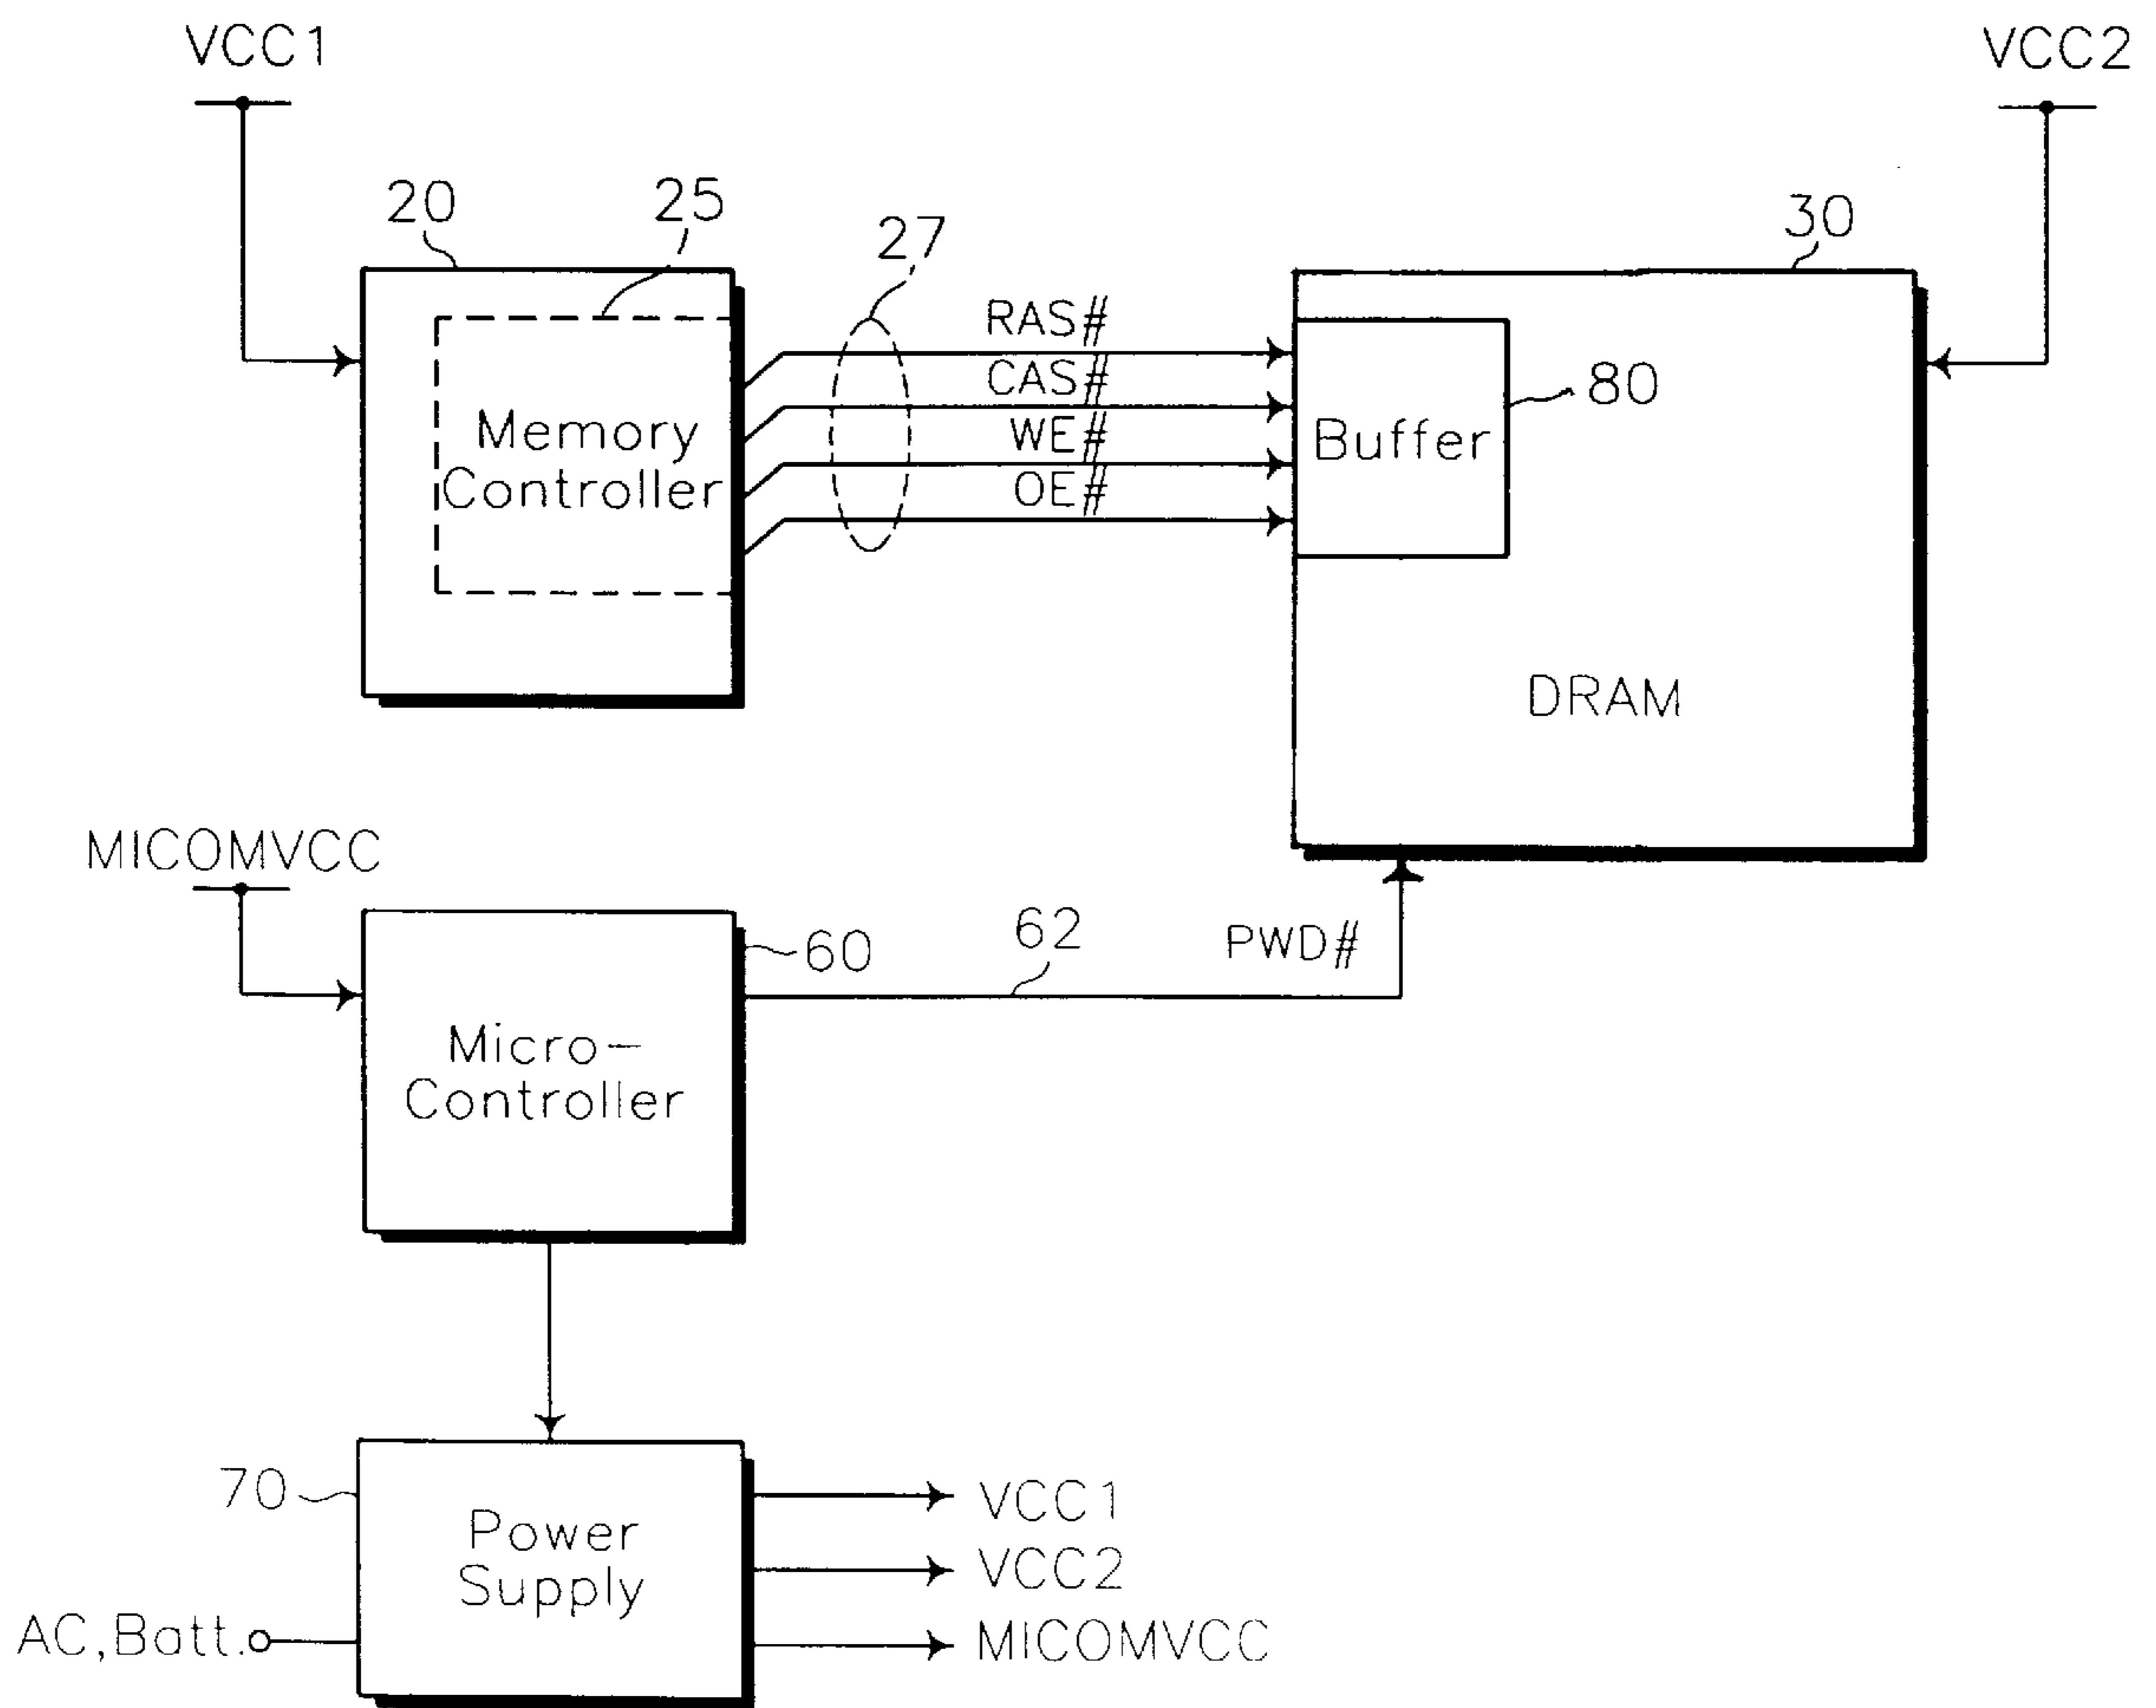 VCC1
VCC2
20
25
27
30
RAS#
CAS#
WE#
OE#
80
Memory
Controller
Buffer
DRAM
MICOMVCC
60
62
PWD#
Micro-
Controller
70
Power
Supply
VCC1
VCC2
AC,Batt.
MICOMVCC